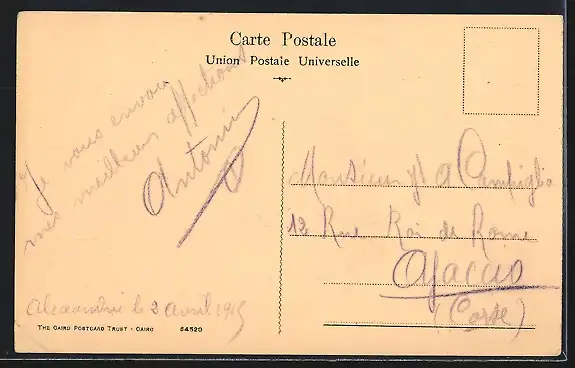 Carte Postale
Union Postale Universelle
Je vous envoie
mes meilleurs affections
Antonin
Monsieur
12 Rue Roi de Rome
Ajaccio
(Corse)
Alexandrie le 2 avril 1915
THE CAIRO POSTCARD TRUST - CAIRO 54520